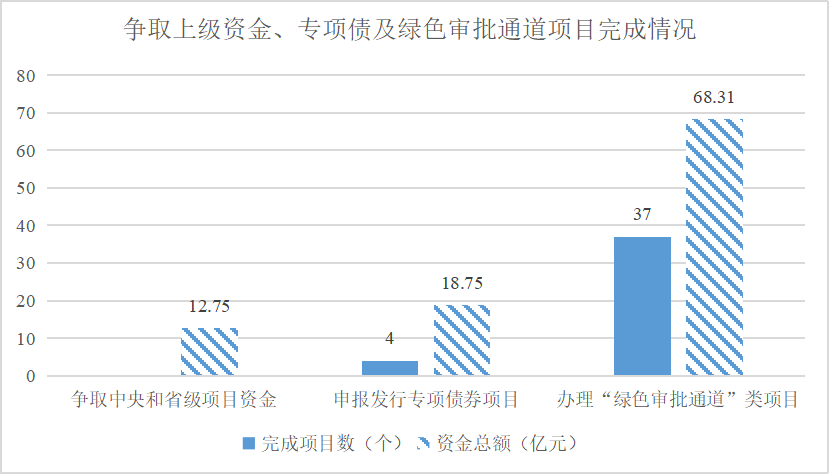 争取上级资金、专项债及绿色审批通道项目完成情况
80
70
60
50
40
30
20
10
0
12.75
4
18.75
37
68.31
争取中央和省级项目资金
申报发行专项债券项目
办理“绿色审批通道”类项目
完成项目数（个）
资金总额（亿元）